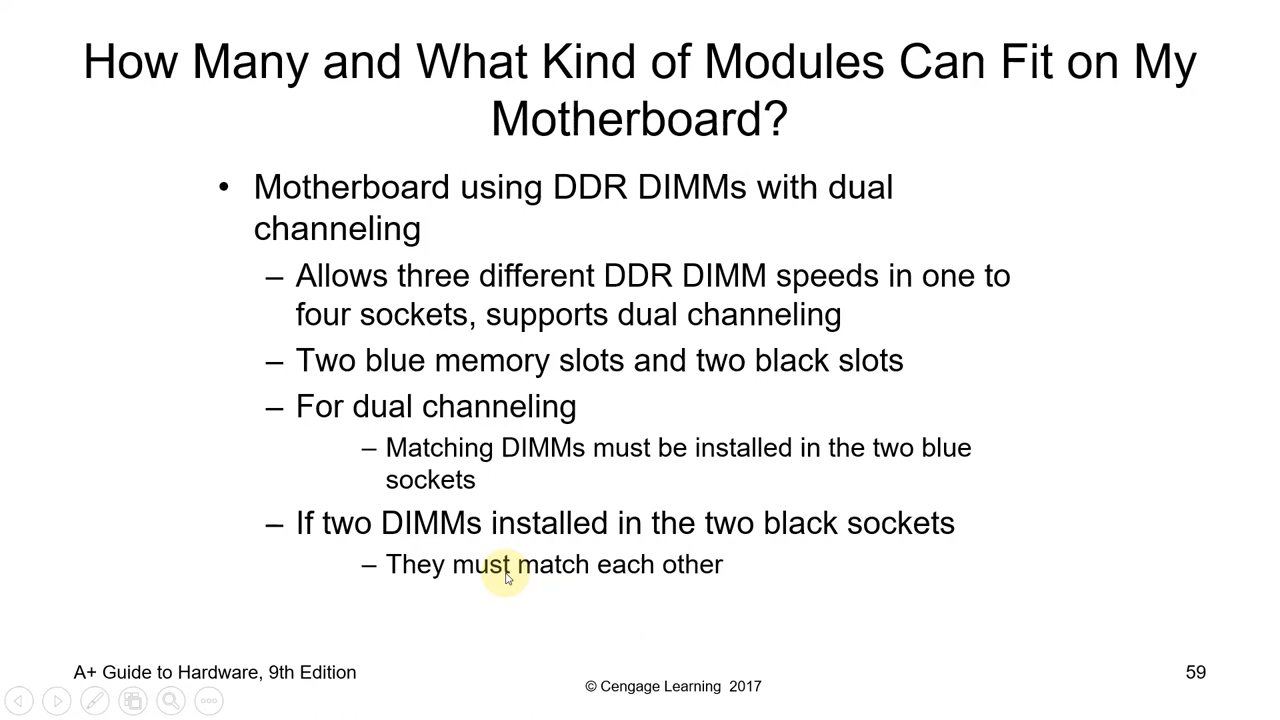 How Many and What Kind of Modules Can Fit on My
Motherboard?
• Motherboard using DDR DIMMs with dual
channeling
– Allows three different DDR DIMM speeds in one to
four sockets, supports dual channeling
– Two blue memory slots and two black slots
– For dual channeling
– Matching DIMMs must be installed in the two blue
sockets
– If two DIMMs installed in the two black sockets
– They must match each other
A+ Guide to Hardware, 9th Edition
© Cengage Learning 2017
59